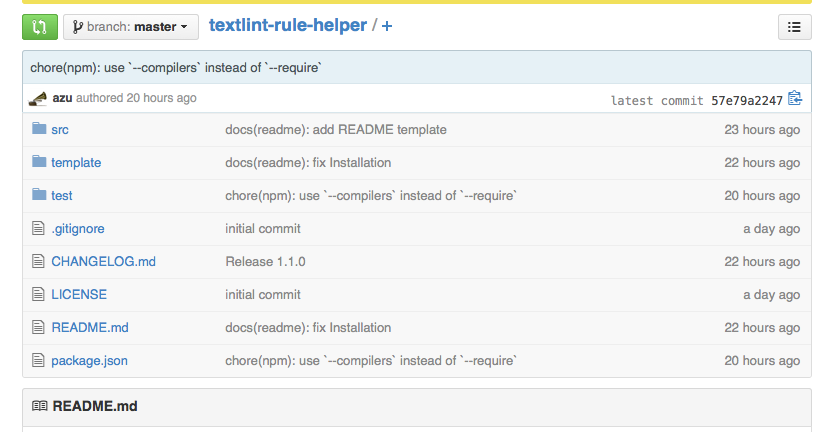 branch: master textlint-rule-helper / +
chore(npm): use `--compilers` instead of `--require`
azu authored 20 hours ago latest commit 57e79a2247
src docs(readme): add README template 23 hours ago
template docs(readme): fix Installation 22 hours ago
test chore(npm): use `--compilers` instead of `--require` 20 hours ago
.gitignore initial commit a day ago
CHANGELOG.md Release 1.1.0 22 hours ago
LICENSE initial commit a day ago
README.md docs(readme): fix Installation 22 hours ago
package.json chore(npm): use `--compilers` instead of `--require` 20 hours ago
README.md